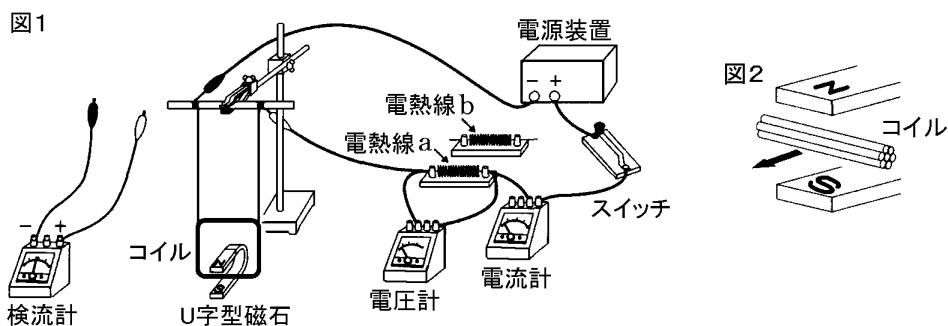 図1
電源装置
- +
図2
N
コイル
S
電熱線b
電熱線a
スイッチ
- +
コイル
検流計
U字型磁石
電圧計
電流計